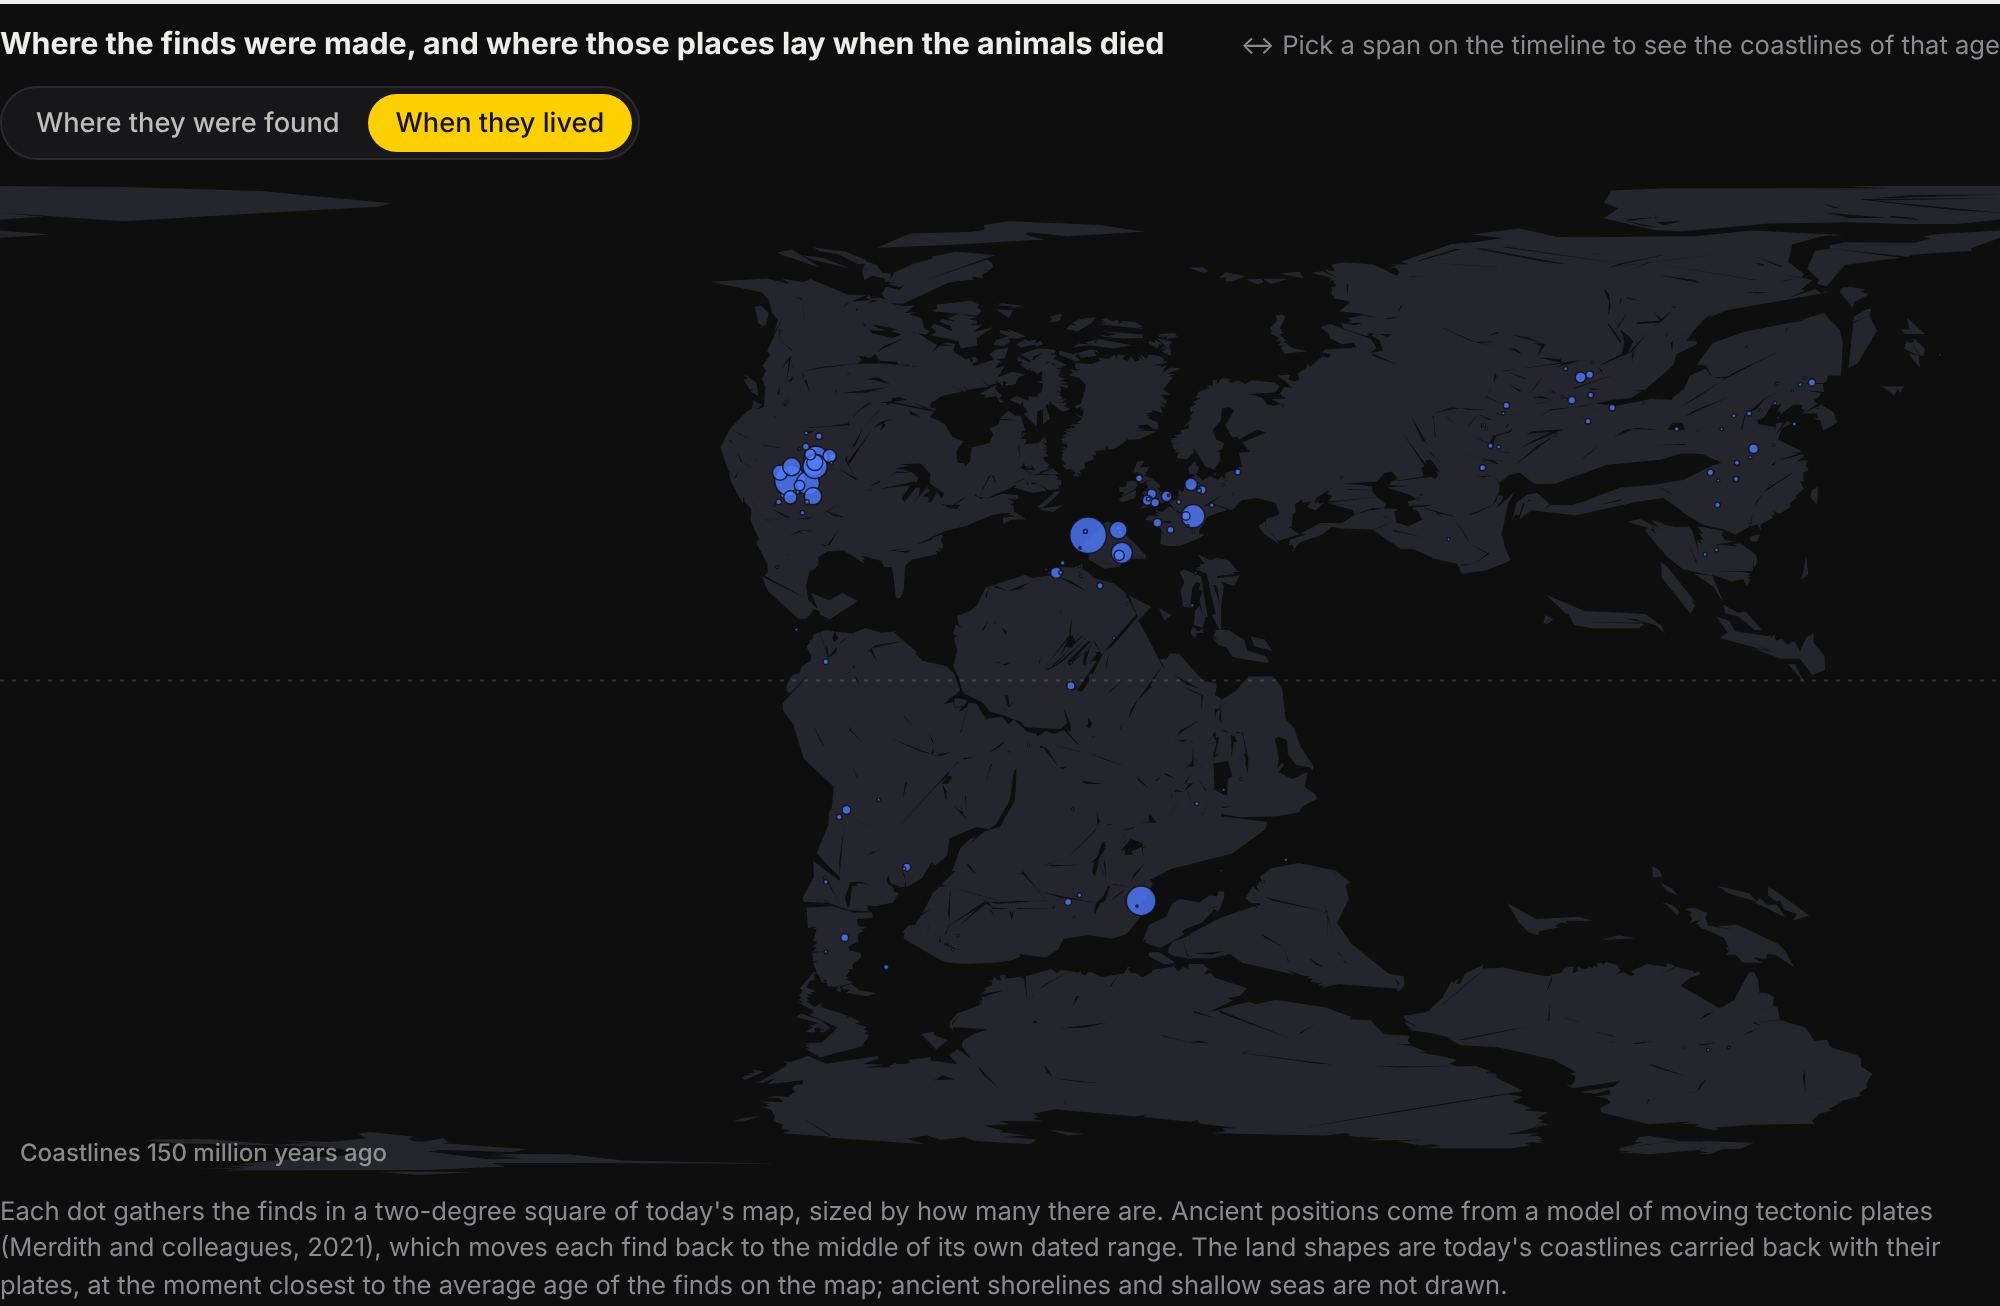 Where the finds were made, and where those places lay when the animals died
↔ Pick a span on the timeline to see the coastlines of that age
Where they were found
When they lived
Coastlines 150 million years ago
Each dot gathers the finds in a two-degree square of today's map, sized by how many there are. Ancient positions come from a model of moving tectonic plates
(Merdith and colleagues, 2021), which moves each find back to the middle of its own dated range. The land shapes are today's coastlines carried back with their
plates, at the moment closest to the average age of the finds on the map; ancient shorelines and shallow seas are not drawn.